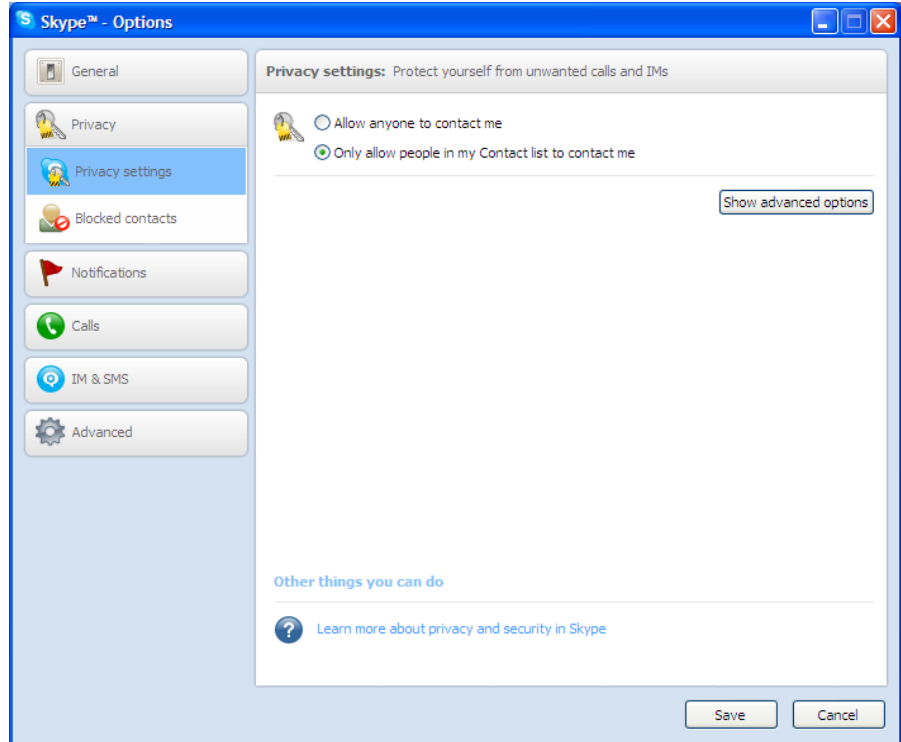 Skype™ - Options
General
Privacy
Privacy settings
Blocked contacts
Notifications
Calls
IM & SMS
Advanced
Privacy settings: Protect yourself from unwanted calls and IMs
Allow anyone to contact me
Only allow people in my Contact list to contact me
Show advanced options
Other things you can do
Learn more about privacy and security in Skype
Save
Cancel